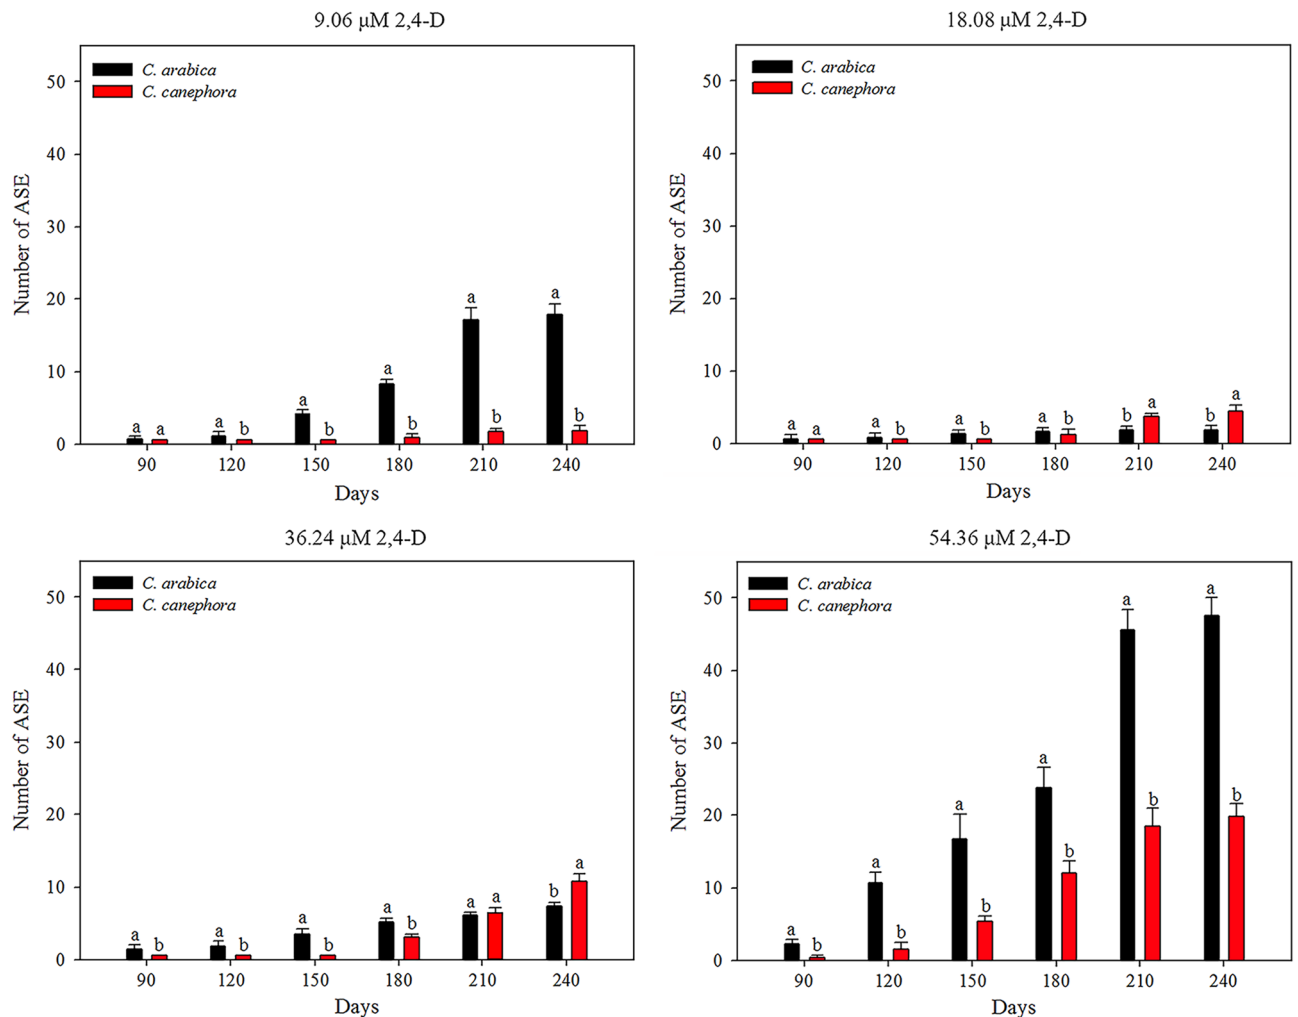 9.06 µM 2,4-D
C. arabica
C. canephora
50
40
30
20
10
0
Number of ASE
a a a b a b a b a b a b
90 120 150 180 210 240
Days
18.08 µM 2,4-D
C. arabica
C. canephora
50
40
30
20
10
0
Number of ASE
a a a b a b a b b a b a
90 120 150 180 210 240
Days
36.24 µM 2,4-D
C. arabica
C. canephora
50
40
30
20
10
0
Number of ASE
a b a b a b a b a a b a
90 120 150 180 210 240
Days
54.36 µM 2,4-D
C. arabica
C. canephora
50
40
30
20
10
0
Number of ASE
a b a b a b a b a b a b
90 120 150 180 210 240
Days